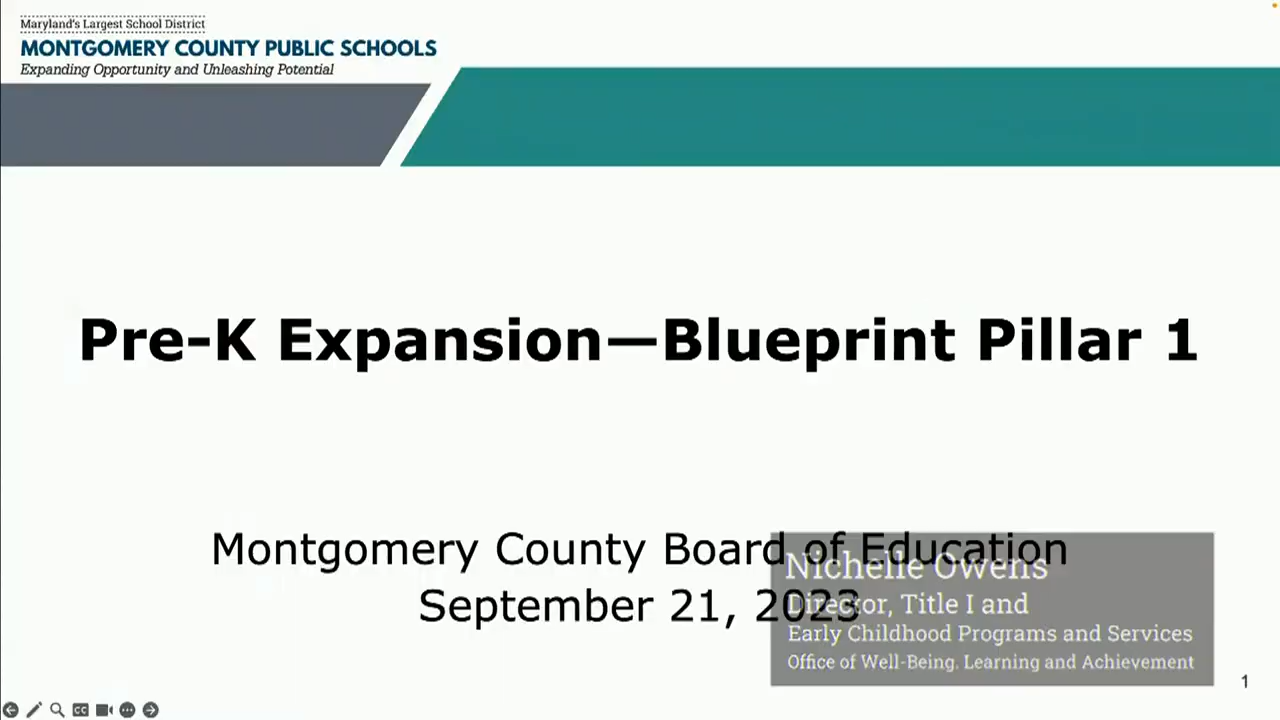 Maryland's Largest School District
MONTGOMERY COUNTY PUBLIC SCHOOLS
Expanding Opportunity and Unleashing Potential
Pre-K Expansion—Blueprint Pillar 1
Montgomery County Board of Education
September 21, 2023
Nichelle Owens
Director, Title I and
Early Childhood Programs and Services
Office of Well-Being. Learning and Achievement
1
CC